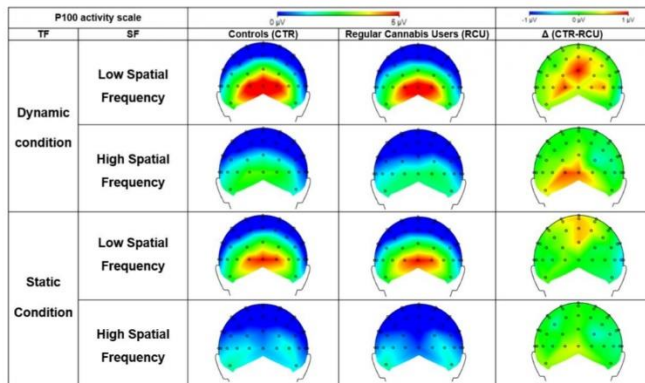 P100 activity scale
0 µV
5 µV
-1 µV
0 µV
1 µV
TF
SF
Controls (CTR)
Regular Cannabis Users (RCU)
Δ (CTR-RCU)
Dynamic
condition
Low Spatial
Frequency
High Spatial
Frequency
Static
Condition
Low Spatial
Frequency
High Spatial
Frequency